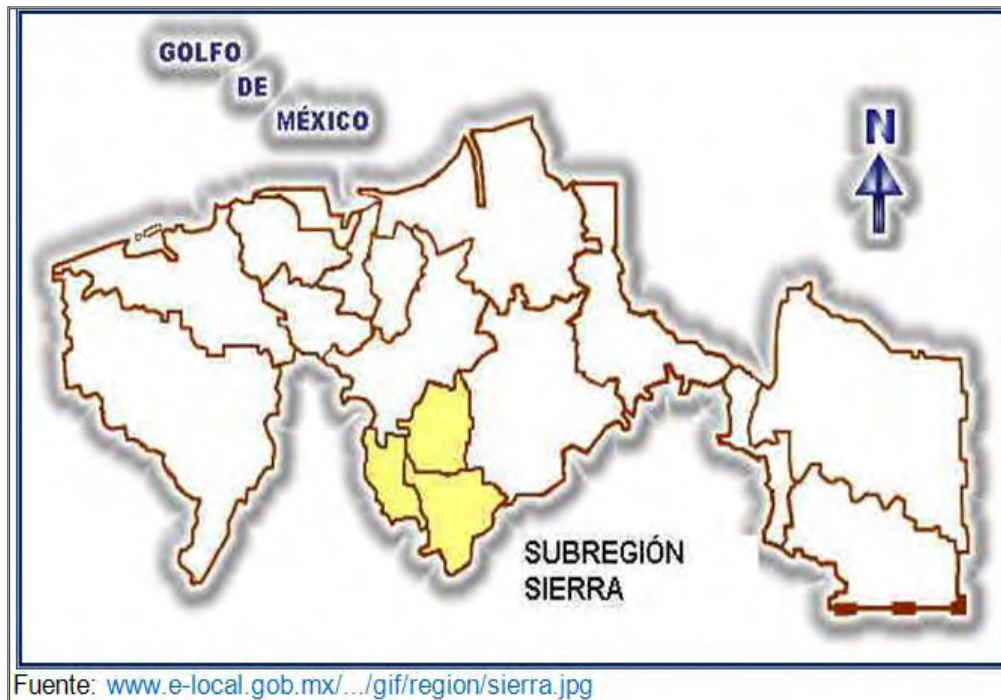 GOLFO
DE
MÉXICO
N
SUBREGIÓN
SIERRA
Fuente: www.e-local.gob.mx/.../gif/region/sierra.jpg